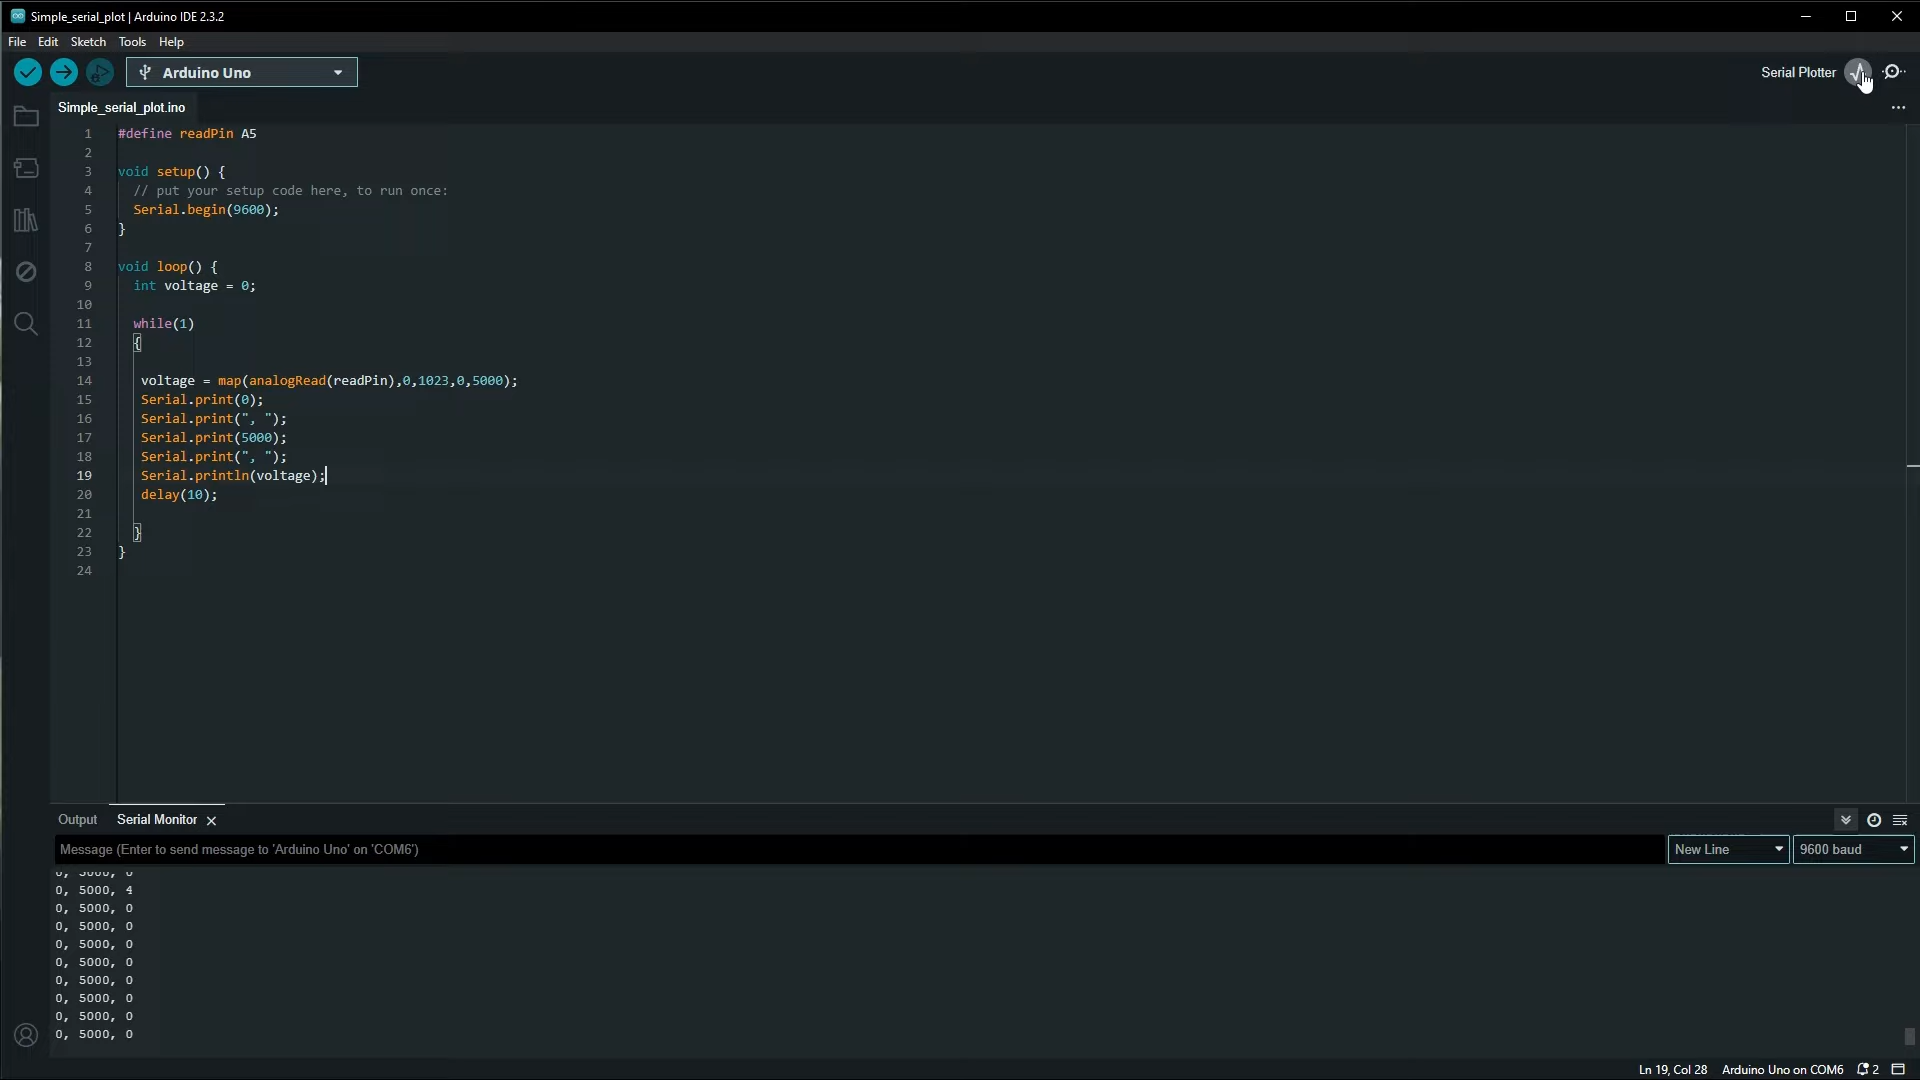 Simple_serial_plot | Arduino IDE 2.3.2
File Edit Sketch Tools Help
Arduino Uno
Serial Plotter
Simple_serial_plot.ino
1 #define readPin A5
2
3 void setup() {
4 // put your setup code here, to run once:
5 Serial.begin(9600);
6 }
7
8 void loop() {
9 int voltage = 0;
10
11 while(1)
12 {
13
14 voltage = map(analogRead(readPin),0,1023,0,5000);
15 Serial.print(0);
16 Serial.print(", ");
17 Serial.print(5000);
18 Serial.print(", ");
19 Serial.println(voltage);
20 delay(10);
21
22 }
23 }
24
Output Serial Monitor
Message (Enter to send message to 'Arduino Uno' on 'COM6')
New Line
9600 baud
0, 5000, 4
0, 5000, 0
0, 5000, 0
0, 5000, 0
0, 5000, 0
0, 5000, 0
0, 5000, 0
0, 5000, 0
0, 5000, 0
Ln 19, Col 28 Arduino Uno on COM6 2